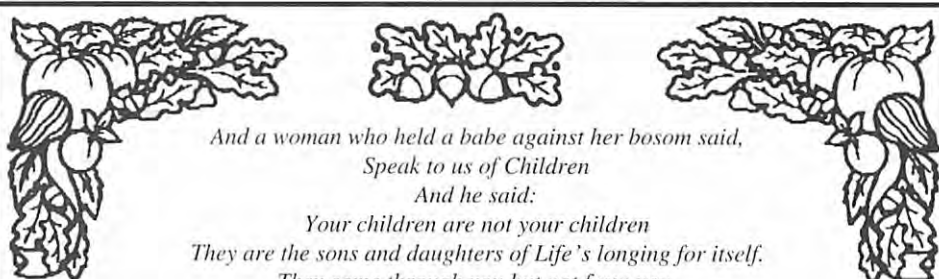 And a woman who held a babe against her bosom said,
Speak to us of Children
And he said:
Your children are not your children
They are the sons and daughters of Life's longing for itself.